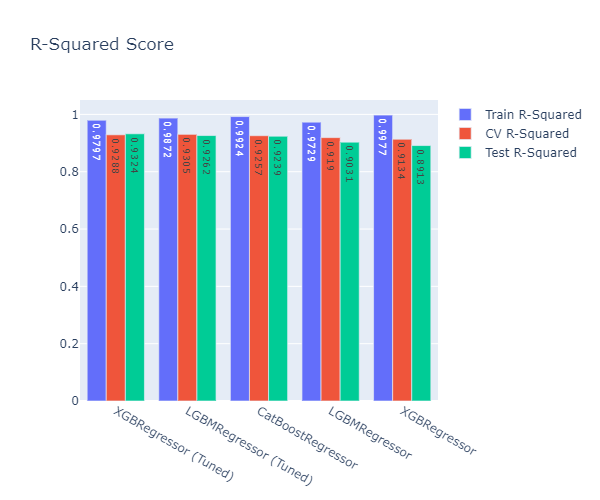 R-Squared Score
1
0.8
0.6
0.4
0.2
0
0.9797
0.9288
0.9324
0.9872
0.9305
0.9262
0.9924
0.9257
0.9239
0.9729
0.919
0.9031
0.9977
0.9134
0.8913
XGBRegressor (Tuned)
LGBMRegressor (Tuned)
CatBoostRegressor
LGBMRegressor
XGBRegressor
Train R-Squared
CV R-Squared
Test R-Squared